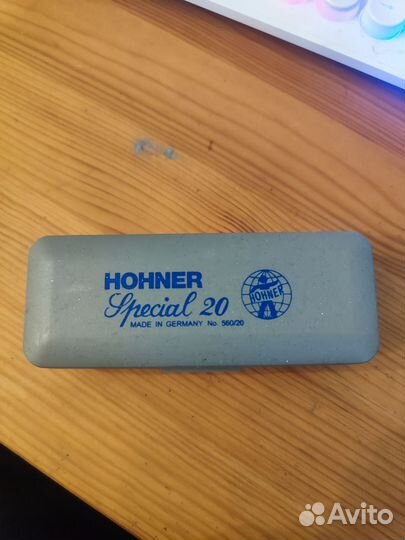 HOHNER
Special 20
MADE IN GERMANY No. 560/20
HOHNER
Avito